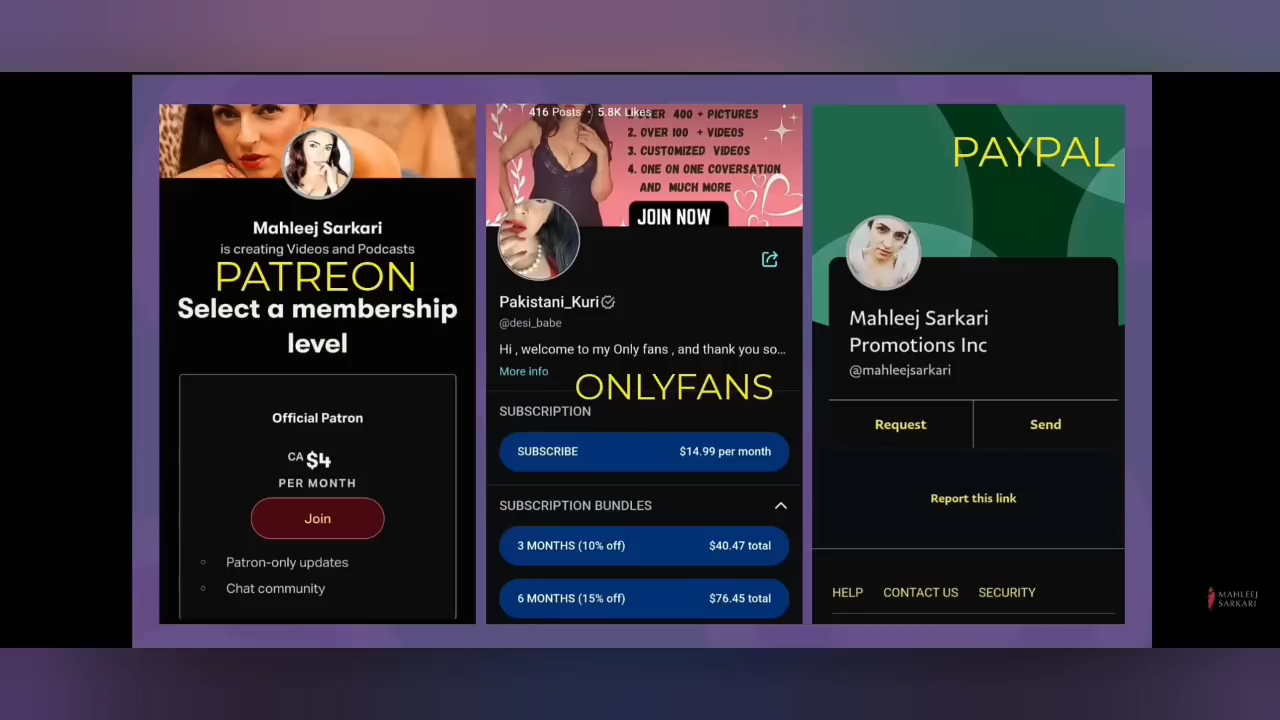 Mahleej Sarkari
is creating Videos and Podcasts
PATREON
Select a membership
level
Official Patron
CA $4
PER MONTH
Join
Patron-only updates
Chat community
416 Posts • 5.8K Likes
OVER 400 + PICTURES
2. OVER 100 + VIDEOS
3. CUSTOMIZED VIDEOS
4. ONE ON ONE COVERSATION
AND MUCH MORE
JOIN NOW
Pakistani_Kuri
@desi_babe
Hi , welcome to my Only fans , and thank you so...
More info
ONLYFANS
SUBSCRIPTION
SUBSCRIBE $14.99 per month
SUBSCRIPTION BUNDLES
3 MONTHS (10% off) $40.47 total
6 MONTHS (15% off) $76.45 total
PAYPAL
Mahleej Sarkari
Promotions Inc
@mahleejsarkari
Request Send
Report this link
HELP CONTACT US SECURITY
MAHLEEJ
SARKARI